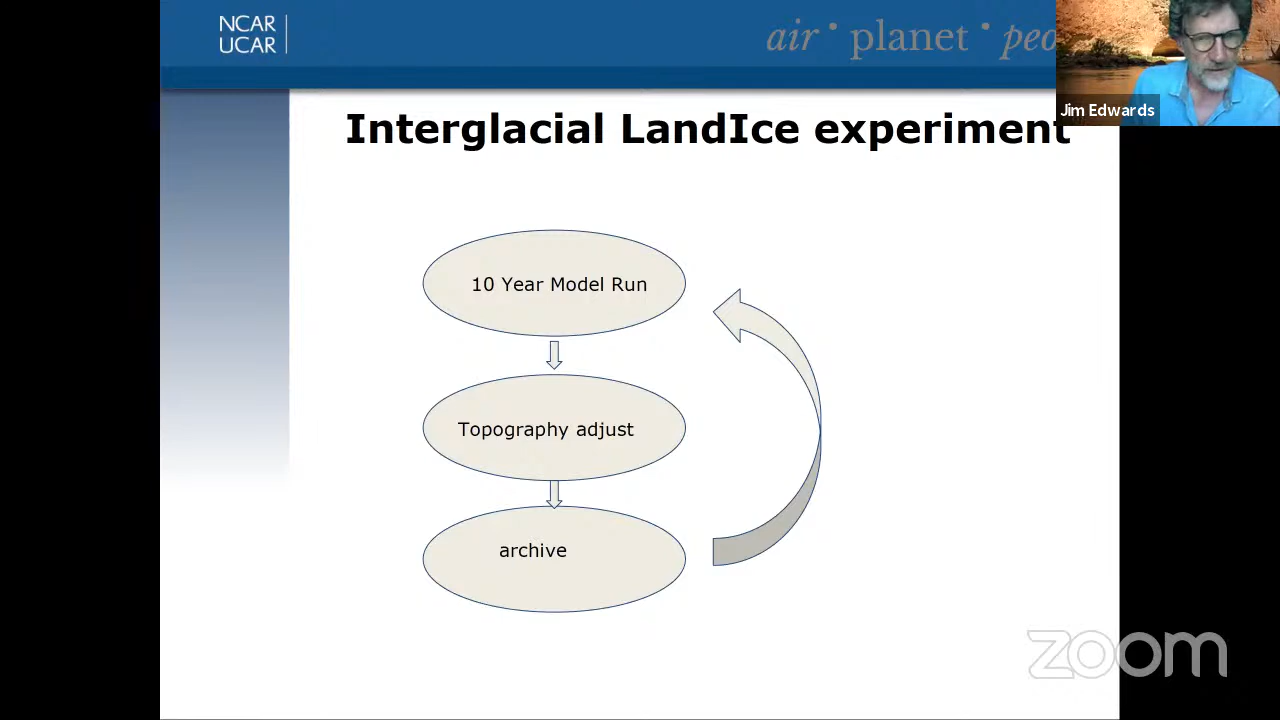 NCAR
UCAR
air • planet • peo
Jim Edwards
Interglacial LandIce experiment
10 Year Model Run
Topography adjust
archive
zoom